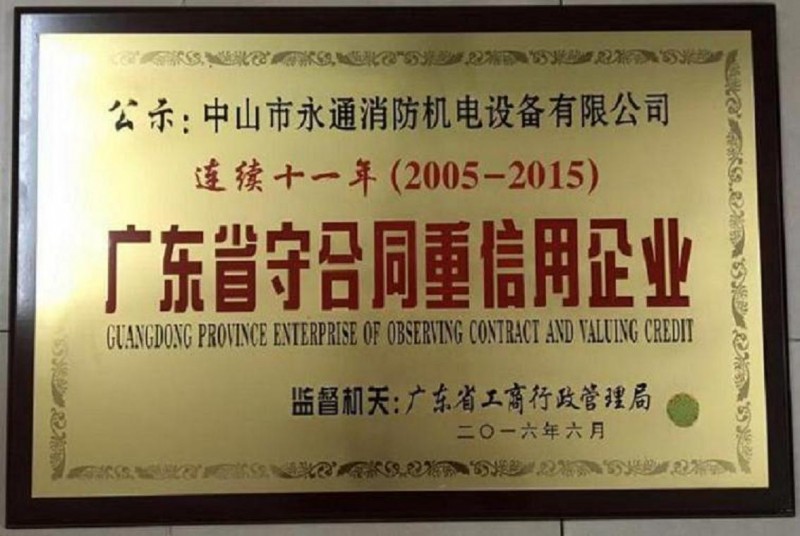 公示:中山市永通消防机电设备有限公司
连续十一年(2005-2015)
广东省守合同重信用企业
GUANGDONG PROVINCE ENTERPRISE OF OBSERVING CONTRACT AND VALUING CREDIT
监督机关:广东省工商行政管理局
二〇一六年六月